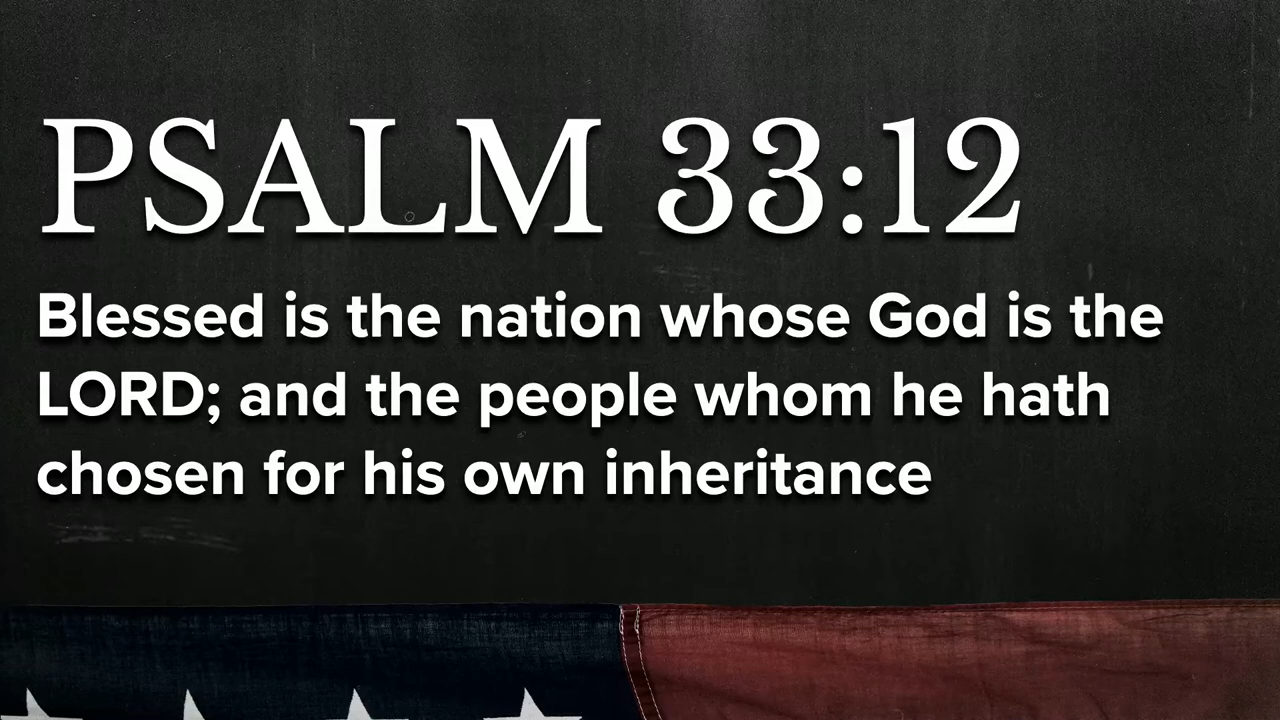 PSALM 33:12
Blessed is the nation whose God is the
LORD; and the people whom he hath
chosen for his own inheritance